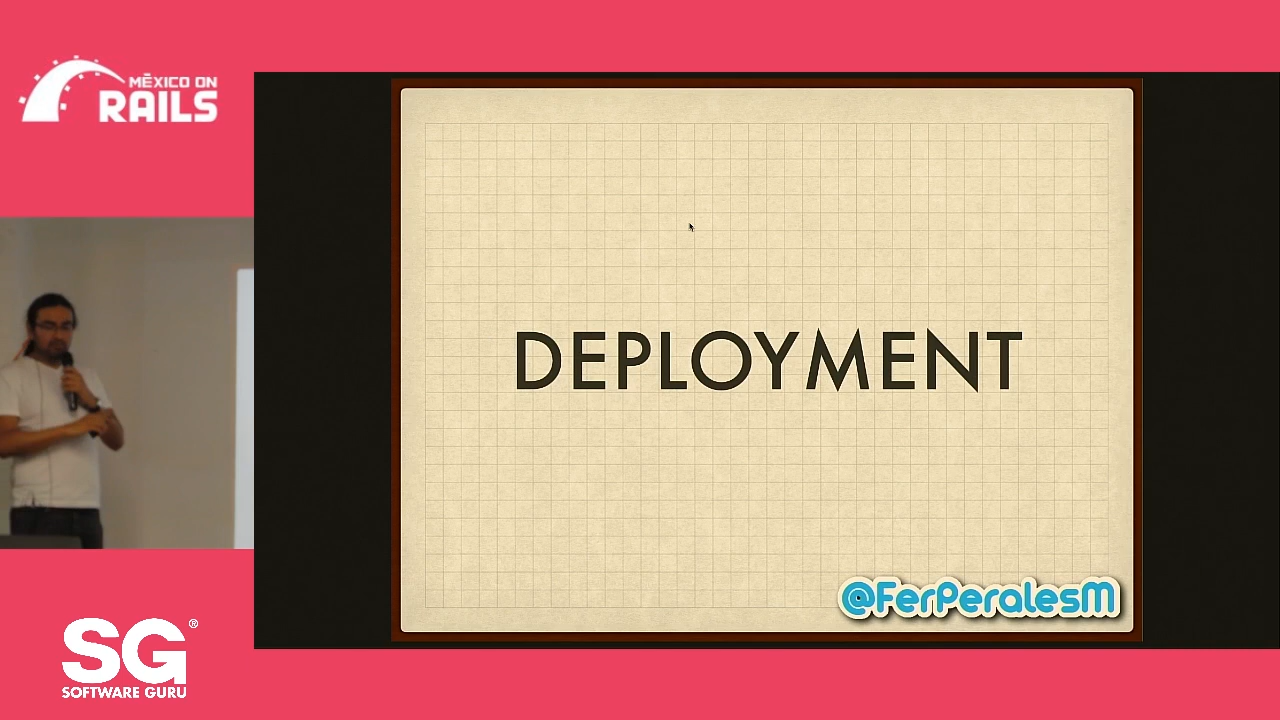 MÉXICO ON
RAILS
DEPLOYMENT
@FerPeralesM
SG®
SOFTWARE GURU